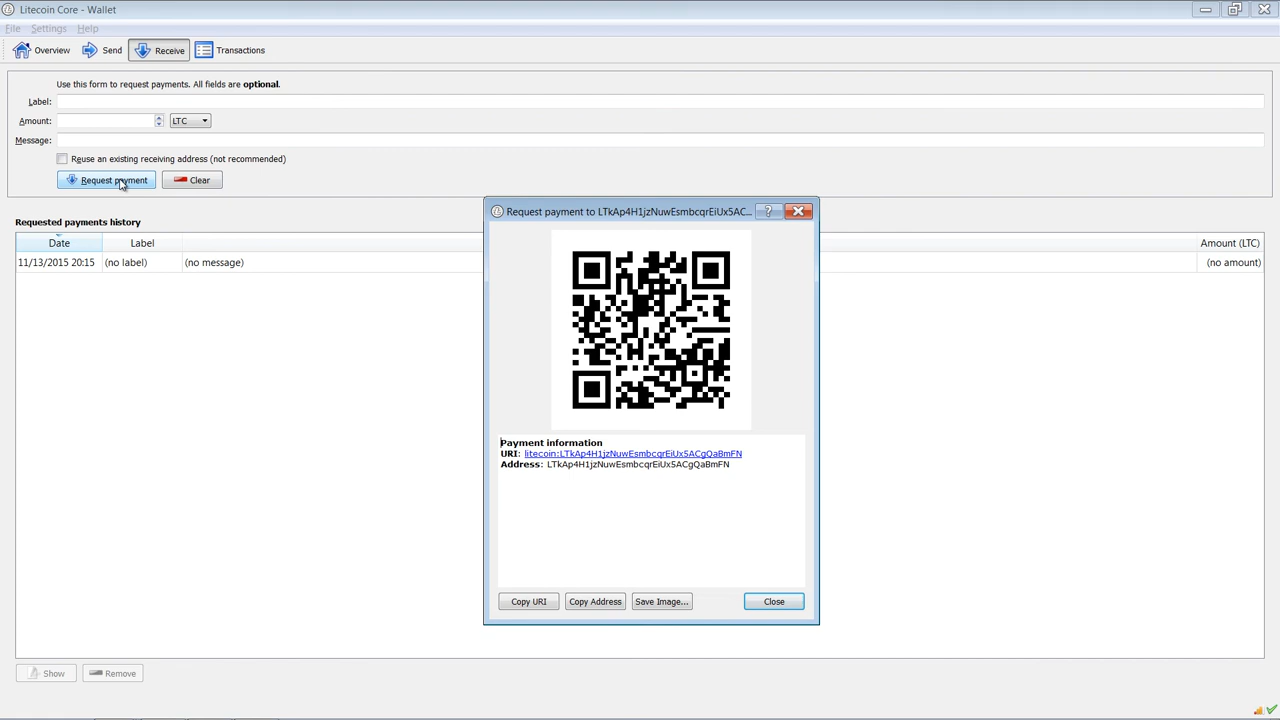 Litecoin Core - Wallet
File Settings Help
Overview Send Receive Transactions
Use this form to request payments. All fields are optional.
Label:
Amount: LTC
Message:
Reuse an existing receiving address (not recommended)
Request payment Clear
Requested payments history
Date Label Amount (LTC)
11/13/2015 20:15 (no label) (no message) (no amount)
Request payment to LTkAp4H1jzNuwEsmbcqrEiUx5AC...
Payment information
URI: litecoin:LTkAp4H1jzNuwEsmbcqrEiUx5ACgQaBmFN
Address: LTkAp4H1jzNuwEsmbcqrEiUx5ACgQaBmFN
Copy URI Copy Address Save Image... Close
Show Remove